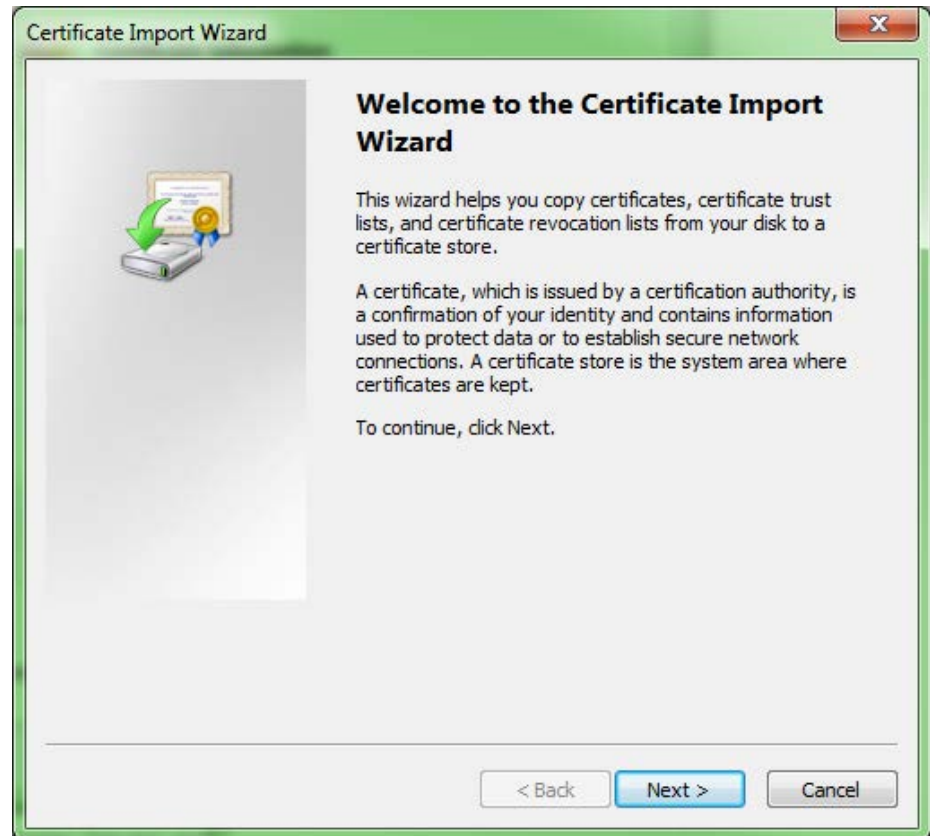 Certificate Import Wizard
Welcome to the Certificate Import
Wizard
This wizard helps you copy certificates, certificate trust
lists, and certificate revocation lists from your disk to a
certificate store.
A certificate, which is issued by a certification authority, is
a confirmation of your identity and contains information
used to protect data or to establish secure network
connections. A certificate store is the system area where
certificates are kept.
To continue, click Next.
< Back
Next >
Cancel